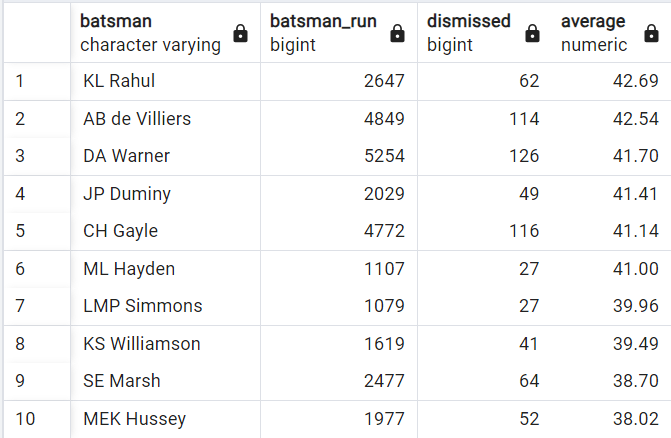 batsman batsman_run dismissed average
character varying bigint bigint numeric
1 KL Rahul 2647 62 42.69
2 AB de Villiers 4849 114 42.54
3 DA Warner 5254 126 41.70
4 JP Duminy 2029 49 41.41
5 CH Gayle 4772 116 41.14
6 ML Hayden 1107 27 41.00
7 LMP Simmons 1079 27 39.96
8 KS Williamson 1619 41 39.49
9 SE Marsh 2477 64 38.70
10 MEK Hussey 1977 52 38.02